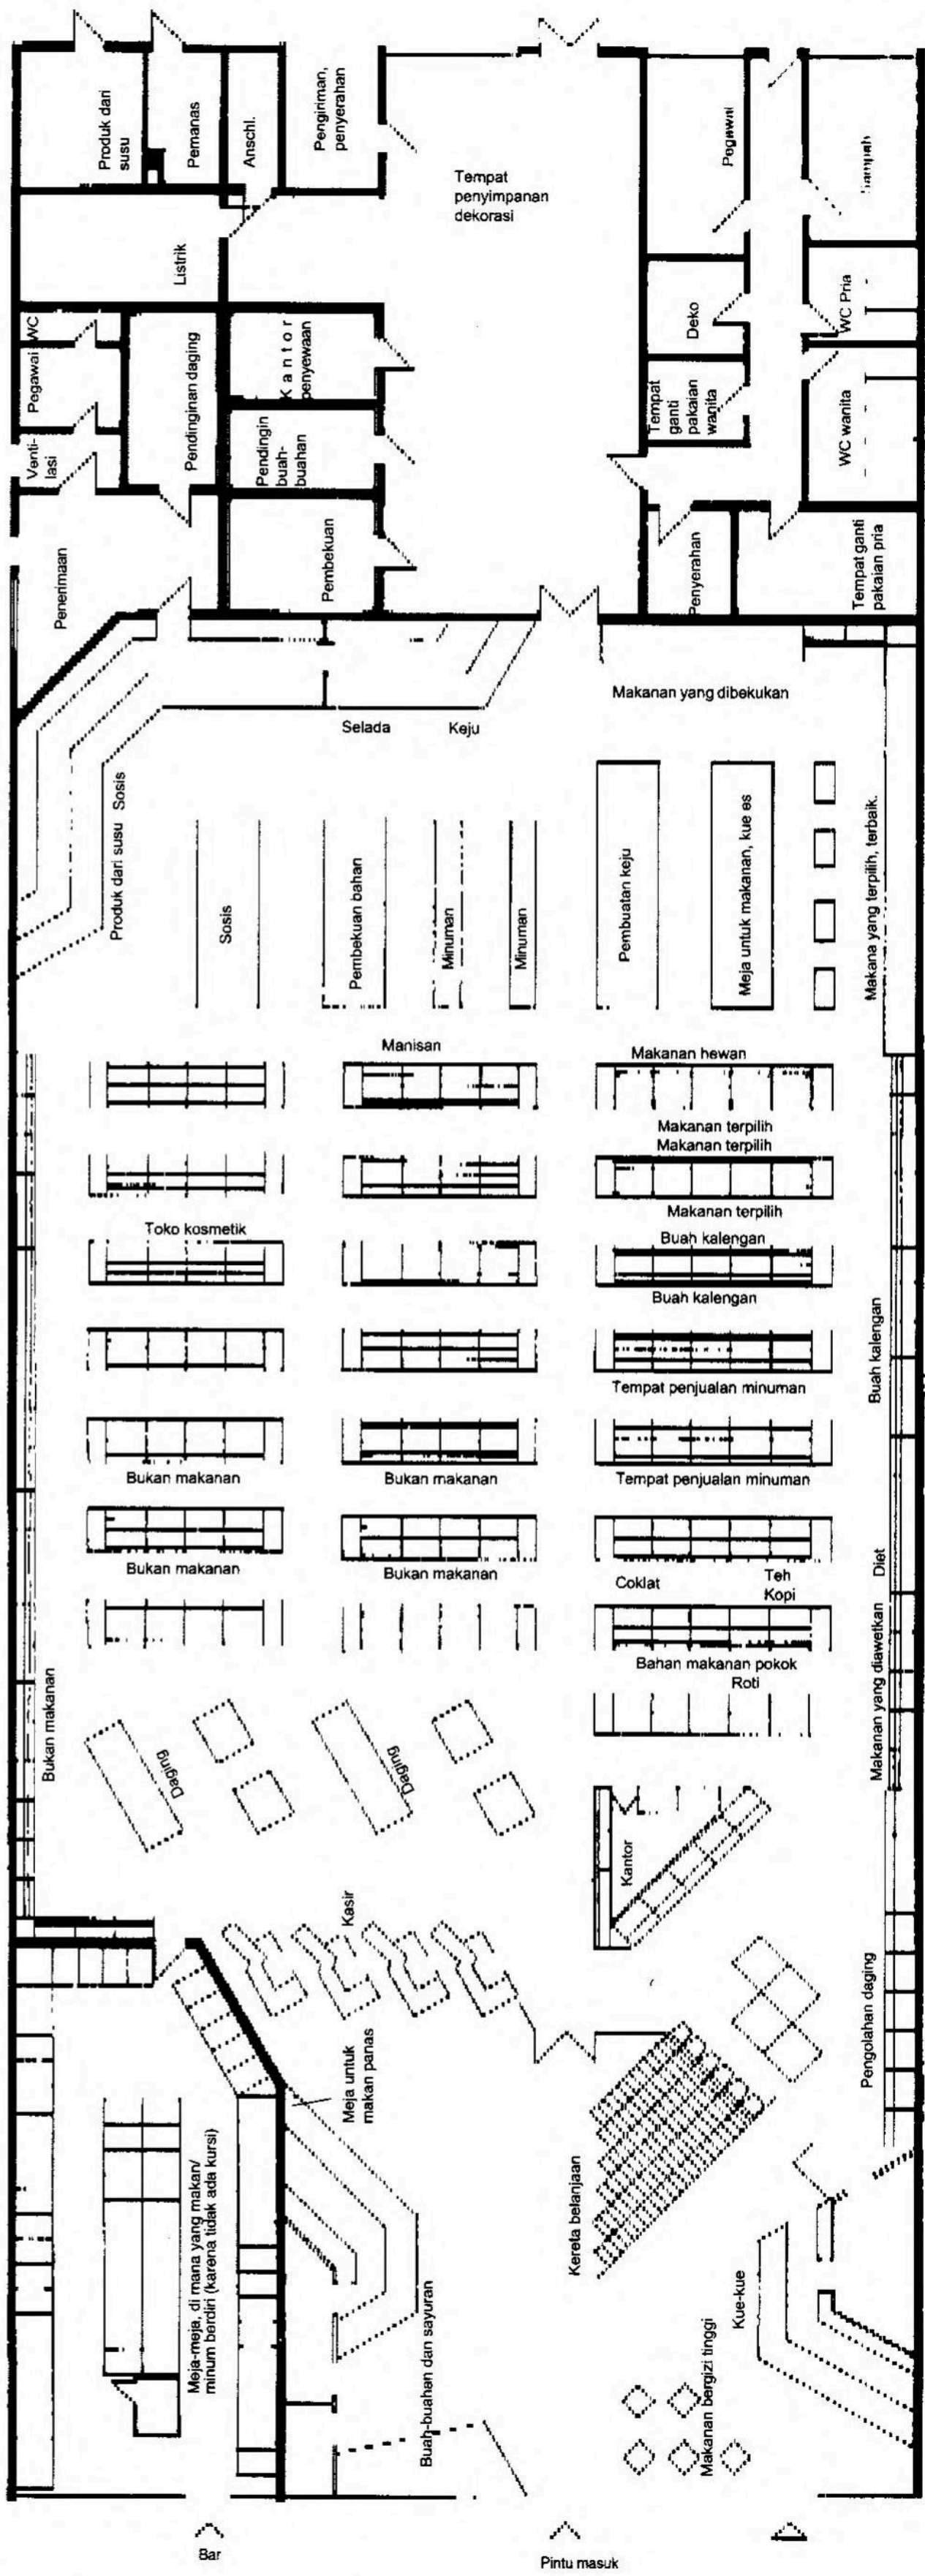 Produk dari
susu
Pemanas
Anschl.
Pengiriman,
penyerahan
Tempat
penyimpanan
dekorasi
Pegawai
Sampah
Listrik
WC
Pegawai
Venti-
lasi
Pendinginan daging
Kantor
penyewaan
Pendingin
buah-
buahan
Deko
Tempat
ganti
pakaian
wanita
WC Pria
WC wanita
Penerimaan
Pembekuan
Penyerahan
Tempat ganti
pakaian pria
Makanan yang dibekukan
Selada
Keju
Produk dari susu
Sosis
Sosis
Pembekuan bahan
Minuman
Minuman
Pembuatan keju
Meja untuk makanan, kue es
Makana yang terpilih, terbaik.
Manisan
Makanan hewan
Makanan terpilih
Makanan terpilih
Makanan terpilih
Toko kosmetik
Buah kalengan
Buah kalengan
Buah kalengan
Tempat penjualan minuman
Bukan makanan
Bukan makanan
Tempat penjualan minuman
Bukan makanan
Bukan makanan
Coklat
Teh
Kopi
Diet
Bahan makanan pokok
Roti
Makanan yang diawetkan
Bukan makanan
Daging
Daging
Kantor
Kasir
Pengolahan daging
Meja untuk
makan panas
Meja-meja, di mana yang makan/
minum berdiri (karena tidak ada kursi)
Kereta belanjaan
Buah-buahan dan sayuran
Kue-kue
Makanan bergizi tinggi
Bar
Pintu masuk